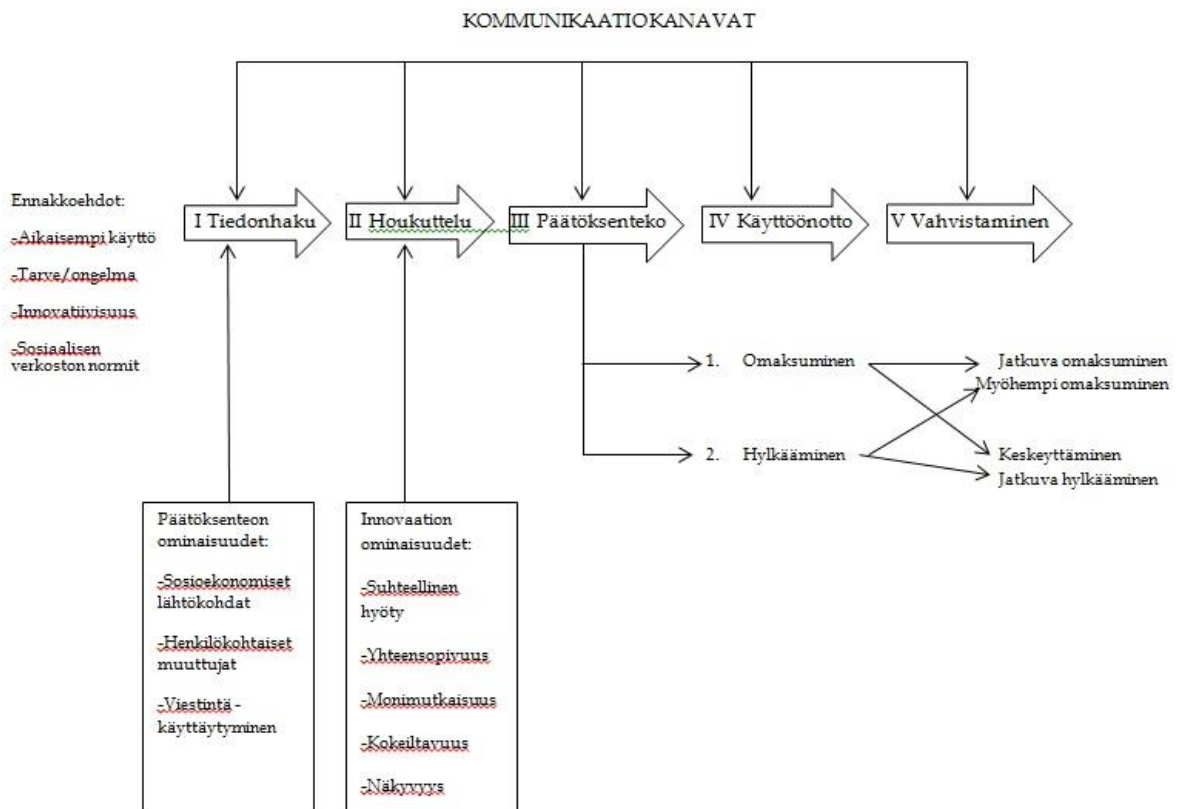 KOMMUNIKAATIOKANAVAT
Ennakkoehdot:
-Aikaisempi käyttö
-Tarve/ongelma
-Innovatiivisuus
-Sosiaalisen
verkoston normit
I Tiedonhaku
II Houkuttelu
III Päätöksenteko
IV Käyttöönotto
V Vahvistaminen
1. Omaksuminen
2. Hylkääminen
Jatkuva omaksuminen
Myöhempi omaksuminen
Keskeyttäminen
Jatkuva hylkääminen
Päätöksenteon
ominaisuudet:
-Sosioekonomiset
lähtökohdat
-Henkilökohtaiset
muuttujat
-Viestintä -
käyttäytyminen
Innovaation
ominaisuudet:
-Suhteellinen
hyöty
-Yhteensopivuus
-Monimutkaisuus
-Kokeiltavuus
-Näkyvyys